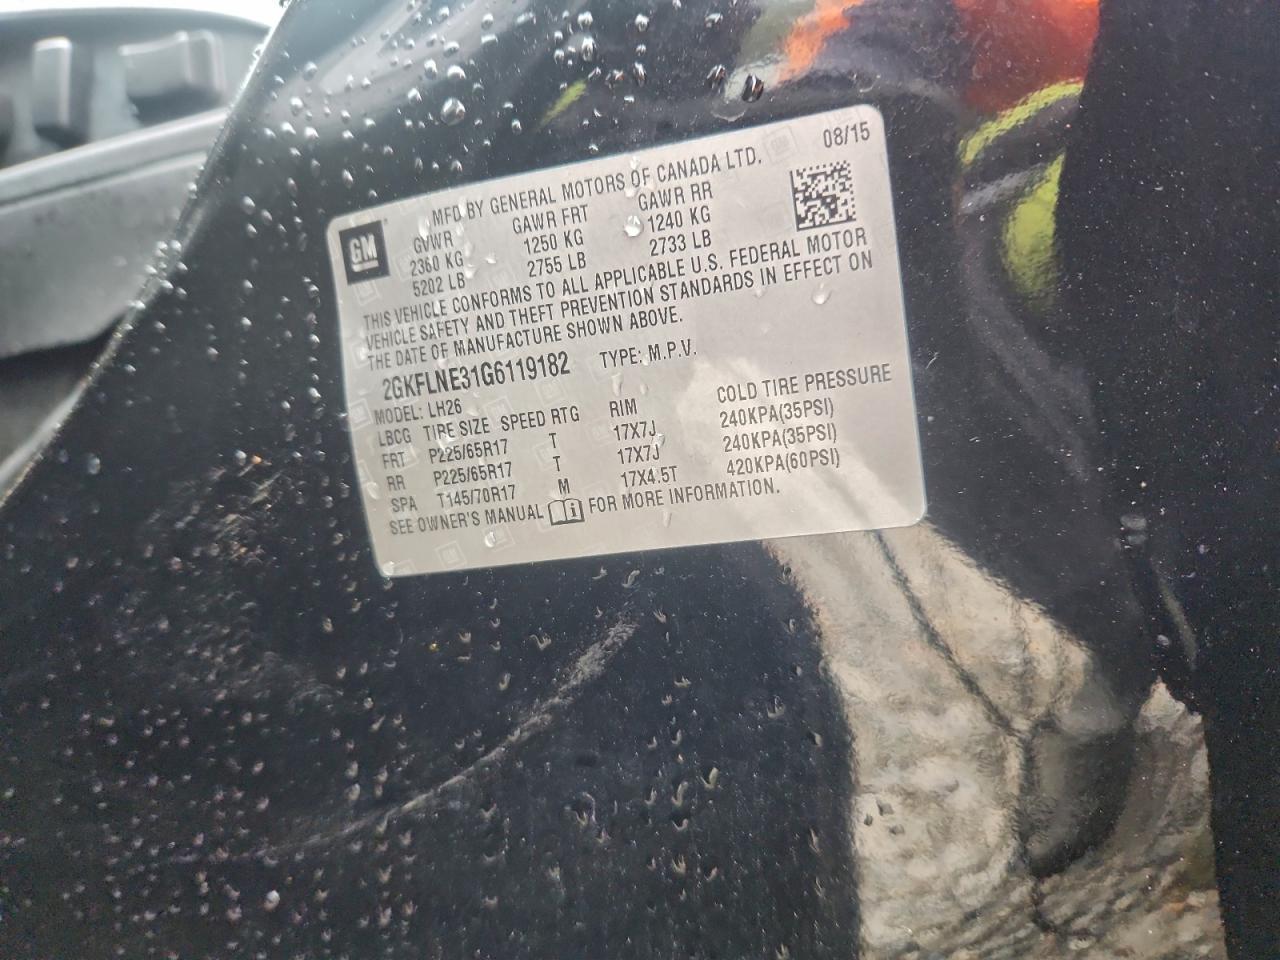 08/15
MFD BY GENERAL MOTORS OF CANADA LTD.
GM
GVWR GAWR FRT GAWR RR
2360 KG 1250 KG 1240 KG
5202 LB 2755 LB 2733 LB
THIS VEHICLE CONFORMS TO ALL APPLICABLE U.S. FEDERAL MOTOR
VEHICLE SAFETY AND THEFT PREVENTION STANDARDS IN EFFECT ON
THE DATE OF MANUFACTURE SHOWN ABOVE.
2GKFLNE31G6119182 TYPE: M.P.V.
MODEL: LH26
LBCG TIRE SIZE SPEED RTG RIM COLD TIRE PRESSURE
FRT P225/65R17 T 17X7J 240KPA(35PSI)
RR P225/65R17 T 17X7J 240KPA(35PSI)
SPA T145/70R17 M 17X4.5T 420KPA(60PSI)
SEE OWNER'S MANUAL i FOR MORE INFORMATION.